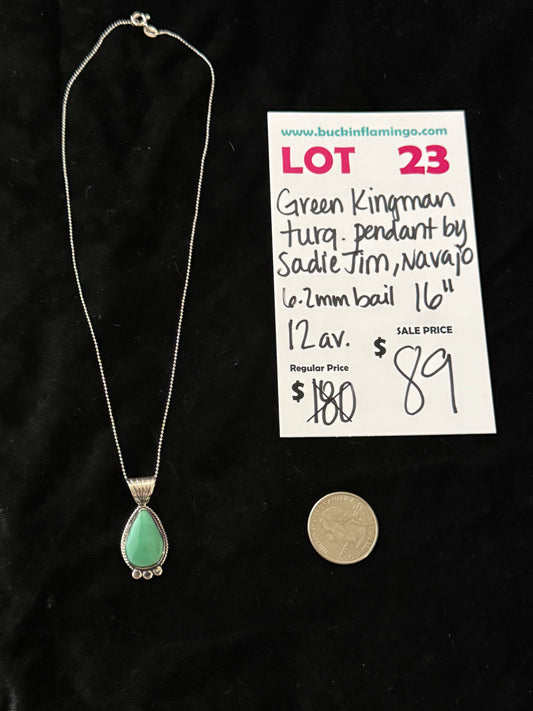 www.buckinflamingo.com
LOT 23
Green Kingman
turq. pendant by
Sadie Jim, Navajo
6.2mm bail 16"
12 av.
SALE PRICE
$ 89
Regular Price
$ 180